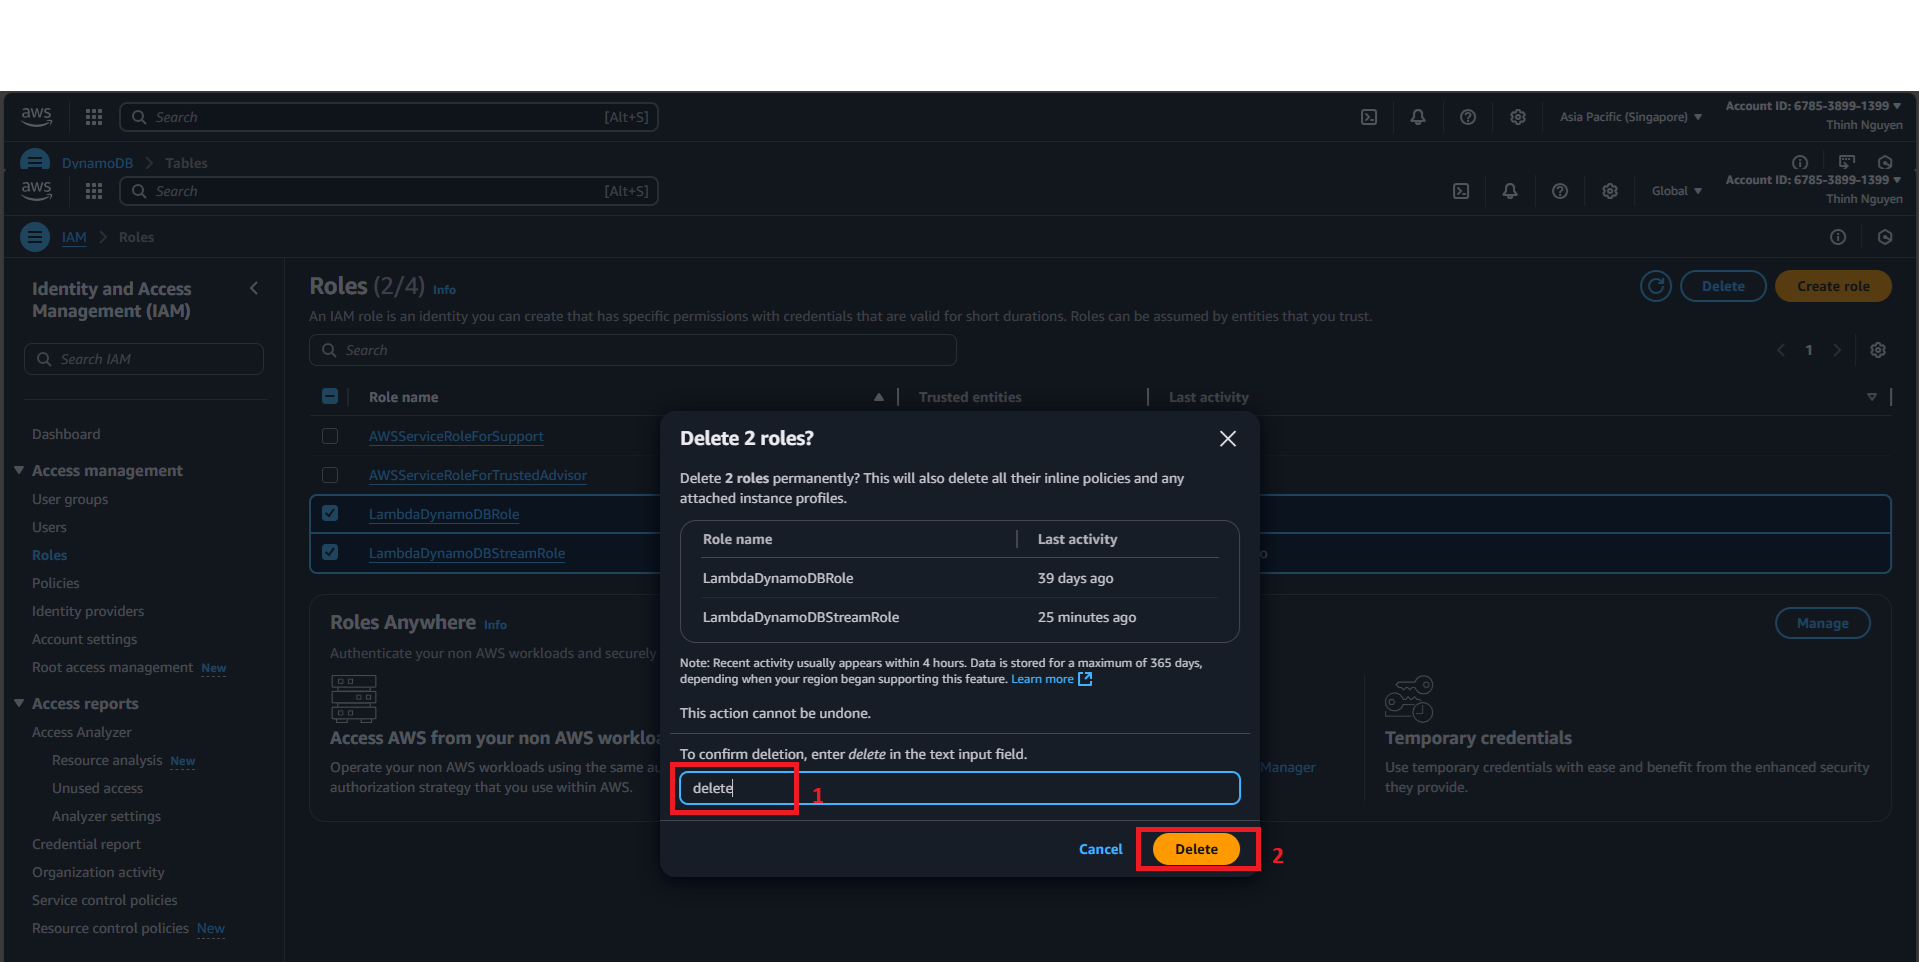 aws Search [Alt+S] Asia Pacific (Singapore) Account ID: 6785-3899-1399
Thinh Nguyen
DynamoDB Tables
aws Search [Alt+S] Global Account ID: 6785-3899-1399
Thinh Nguyen
IAM Roles
Identity and Access
Management (IAM)
Search IAM
Dashboard
Access management
User groups
Users
Roles
Policies
Identity providers
Account settings
Root access management New
Access reports
Access Analyzer
Resource analysis New
Unused access
Analyzer settings
Credential report
Organization activity
Service control policies
Resource control policies New
Roles (2/4) Info
Delete
Create role
An IAM role is an identity you can create that has specific permissions with credentials that are valid for short durations. Roles can be assumed by entities that you trust.
Search
1
Role name Trusted entities Last activity
AWSServiceRoleForSupport
AWSServiceRoleForTrustedAdvisor
LambdaDynamoDBRole
LambdaDynamoDBStreamRole
o
Roles Anywhere Info
Manage
Authenticate your non AWS workloads and securely
Access AWS from your non AWS workloa
Operate your non AWS workloads using the same au
authorization strategy that you use within AWS.
Manager
Temporary credentials
Use temporary credentials with ease and benefit from the enhanced security
they provide.
Delete 2 roles?
Delete 2 roles permanently? This will also delete all their inline policies and any
attached instance profiles.
Role name Last activity
LambdaDynamoDBRole 39 days ago
LambdaDynamoDBStreamRole 25 minutes ago
Note: Recent activity usually appears within 4 hours. Data is stored for a maximum of 365 days,
depending when your region began supporting this feature. Learn more
This action cannot be undone.
To confirm deletion, enter delete in the text input field.
delete
1
Cancel
Delete
2